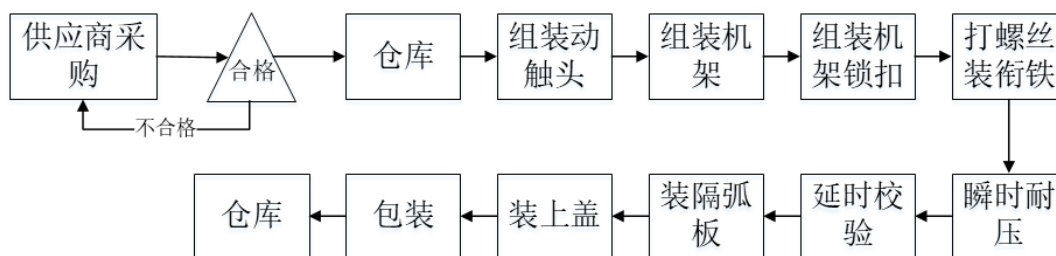 供应商采
购
合格
不合格
仓库
组装动
触头
组装机
架
组装机
架锁扣
打螺丝
装衔铁
瞬时耐
压
延时校
验
装隔弧
板
装上盖
包装
仓库